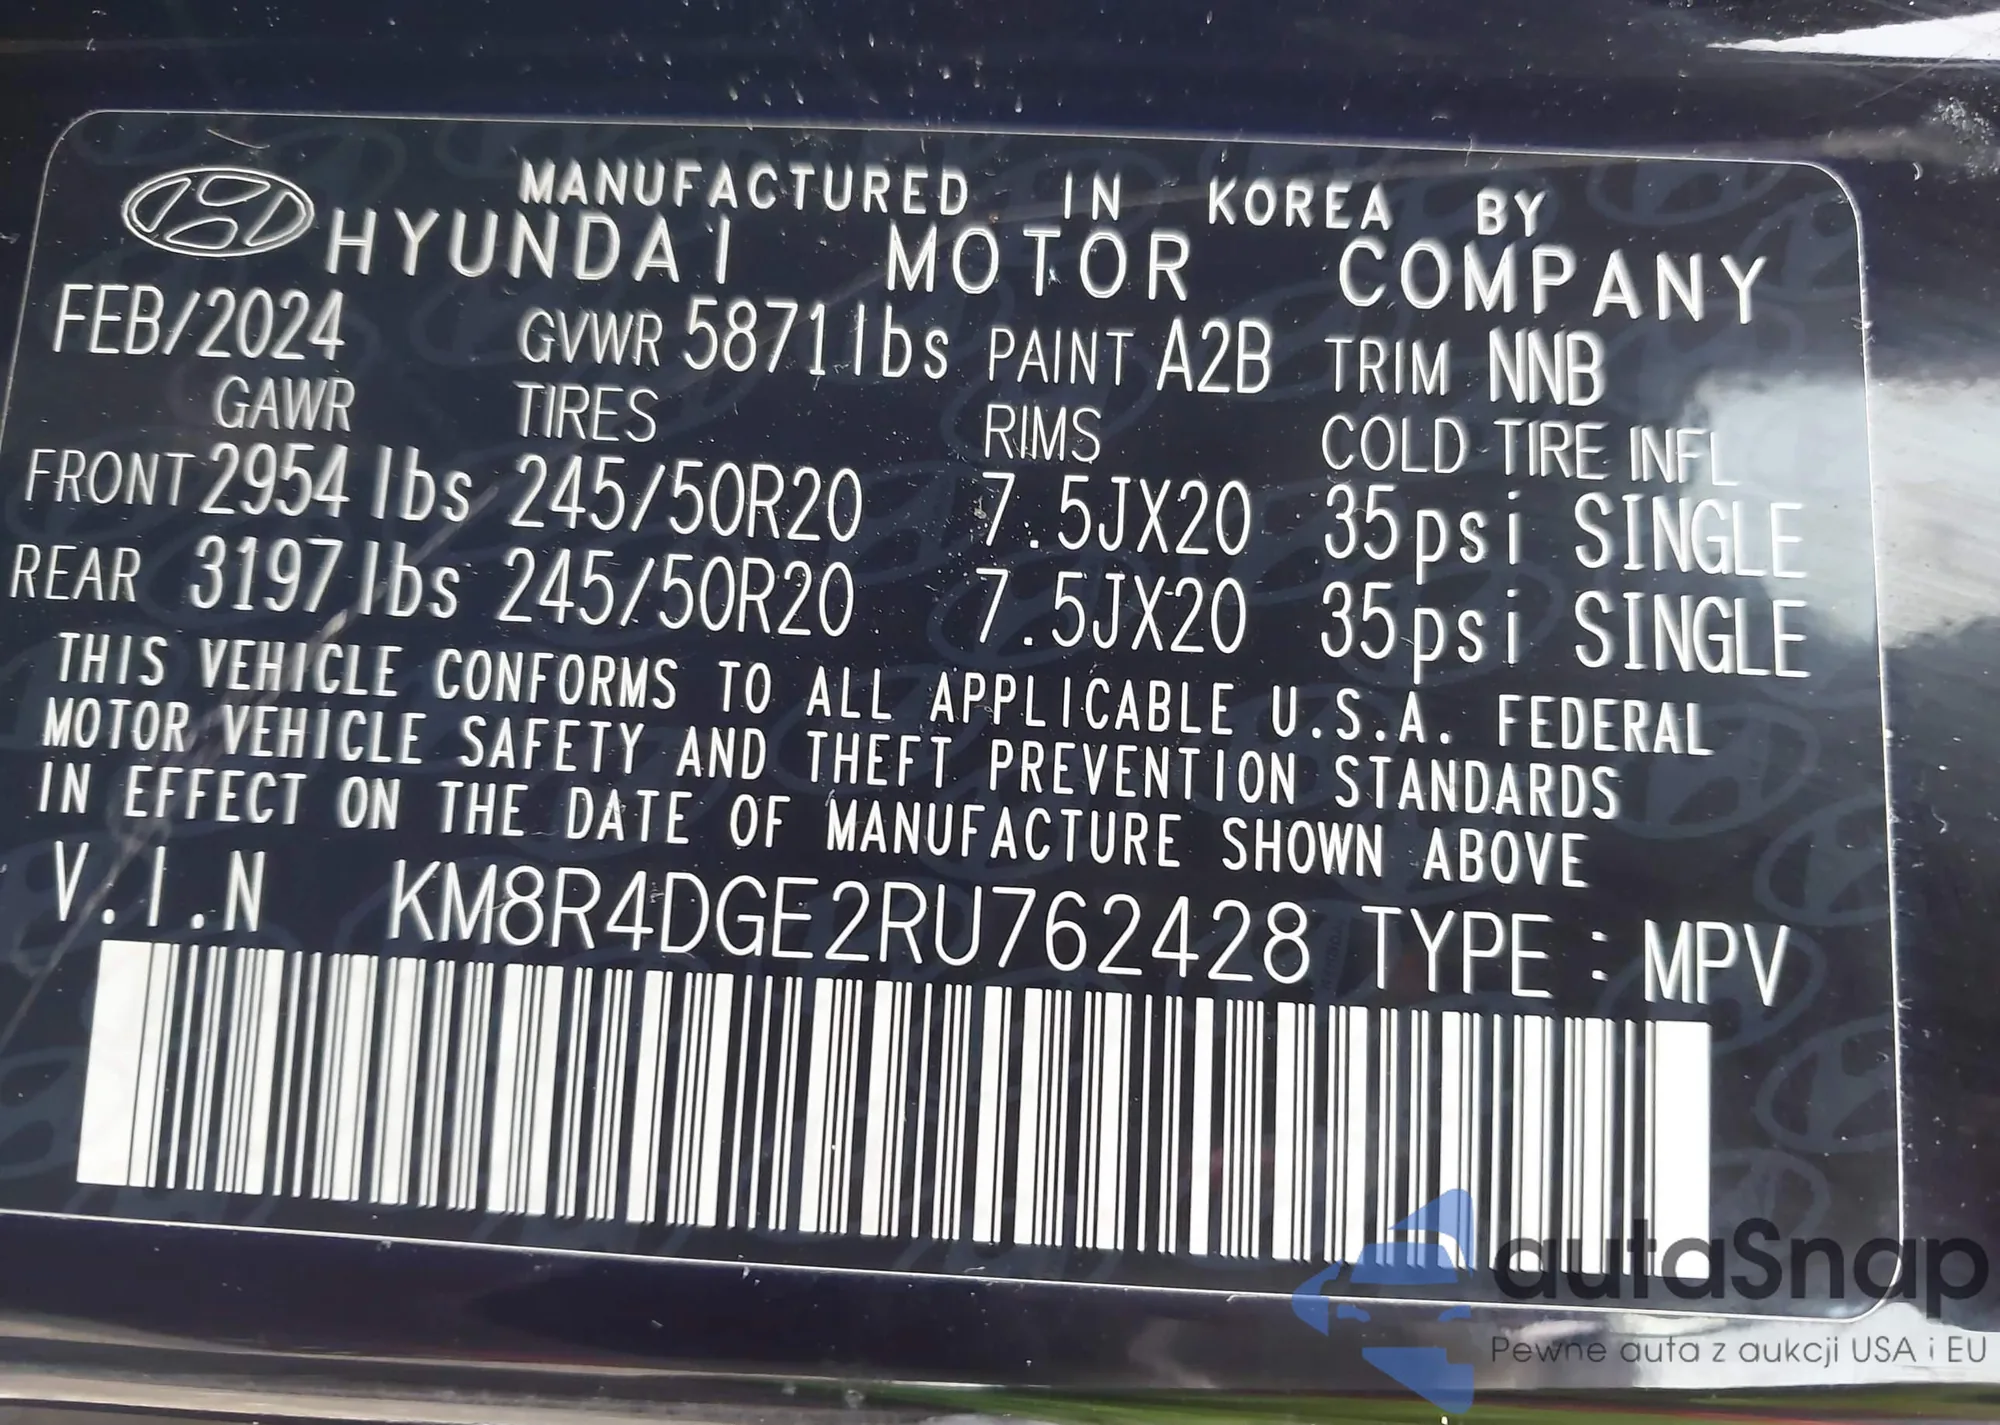 MANUFACTURED IN KOREA BY
HYUNDAI MOTOR COMPANY
FEB/2024 GVWR 5871lbs PAINT A2B TRIM NNB
GAWR TIRES RIMS COLD TIRE INFL
FRONT 2954 lbs 245/50R20 7.5JX20 35psi SINGLE
REAR 3197 lbs 245/50R20 7.5JX20 35psi SINGLE
THIS VEHICLE CONFORMS TO ALL APPLICABLE U.S.A. FEDERAL
MOTOR VEHICLE SAFETY AND THEFT PREVENTION STANDARDS
IN EFFECT ON THE DATE OF MANUFACTURE SHOWN ABOVE
V.I.N KM8R4DGE2RU762428 TYPE : MPV
autaSnap
Pewne auta z aukcji USA i EU